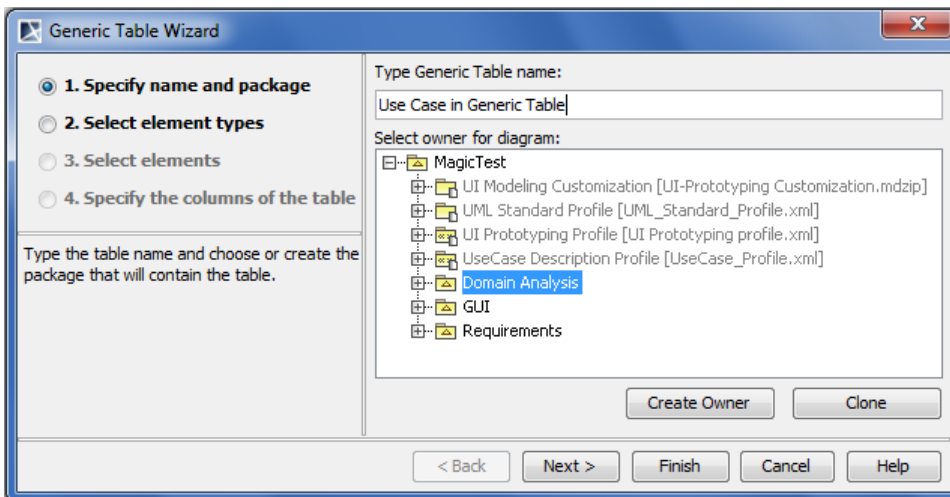 Generic Table Wizard
1. Specify name and package
2. Select element types
3. Select elements
4. Specify the columns of the table
Type the table name and choose or create the
package that will contain the table.
Type Generic Table name:
Use Case in Generic Table
Select owner for diagram:
MagicTest
UI Modeling Customization [UI-Prototyping Customization.mdzip]
UML Standard Profile [UML_Standard_Profile.xml]
UI Prototyping Profile [UI Prototyping profile.xml]
UseCase Description Profile [UseCase_Profile.xml]
Domain Analysis
GUI
Requirements
Create Owner Clone
< Back Next > Finish Cancel Help